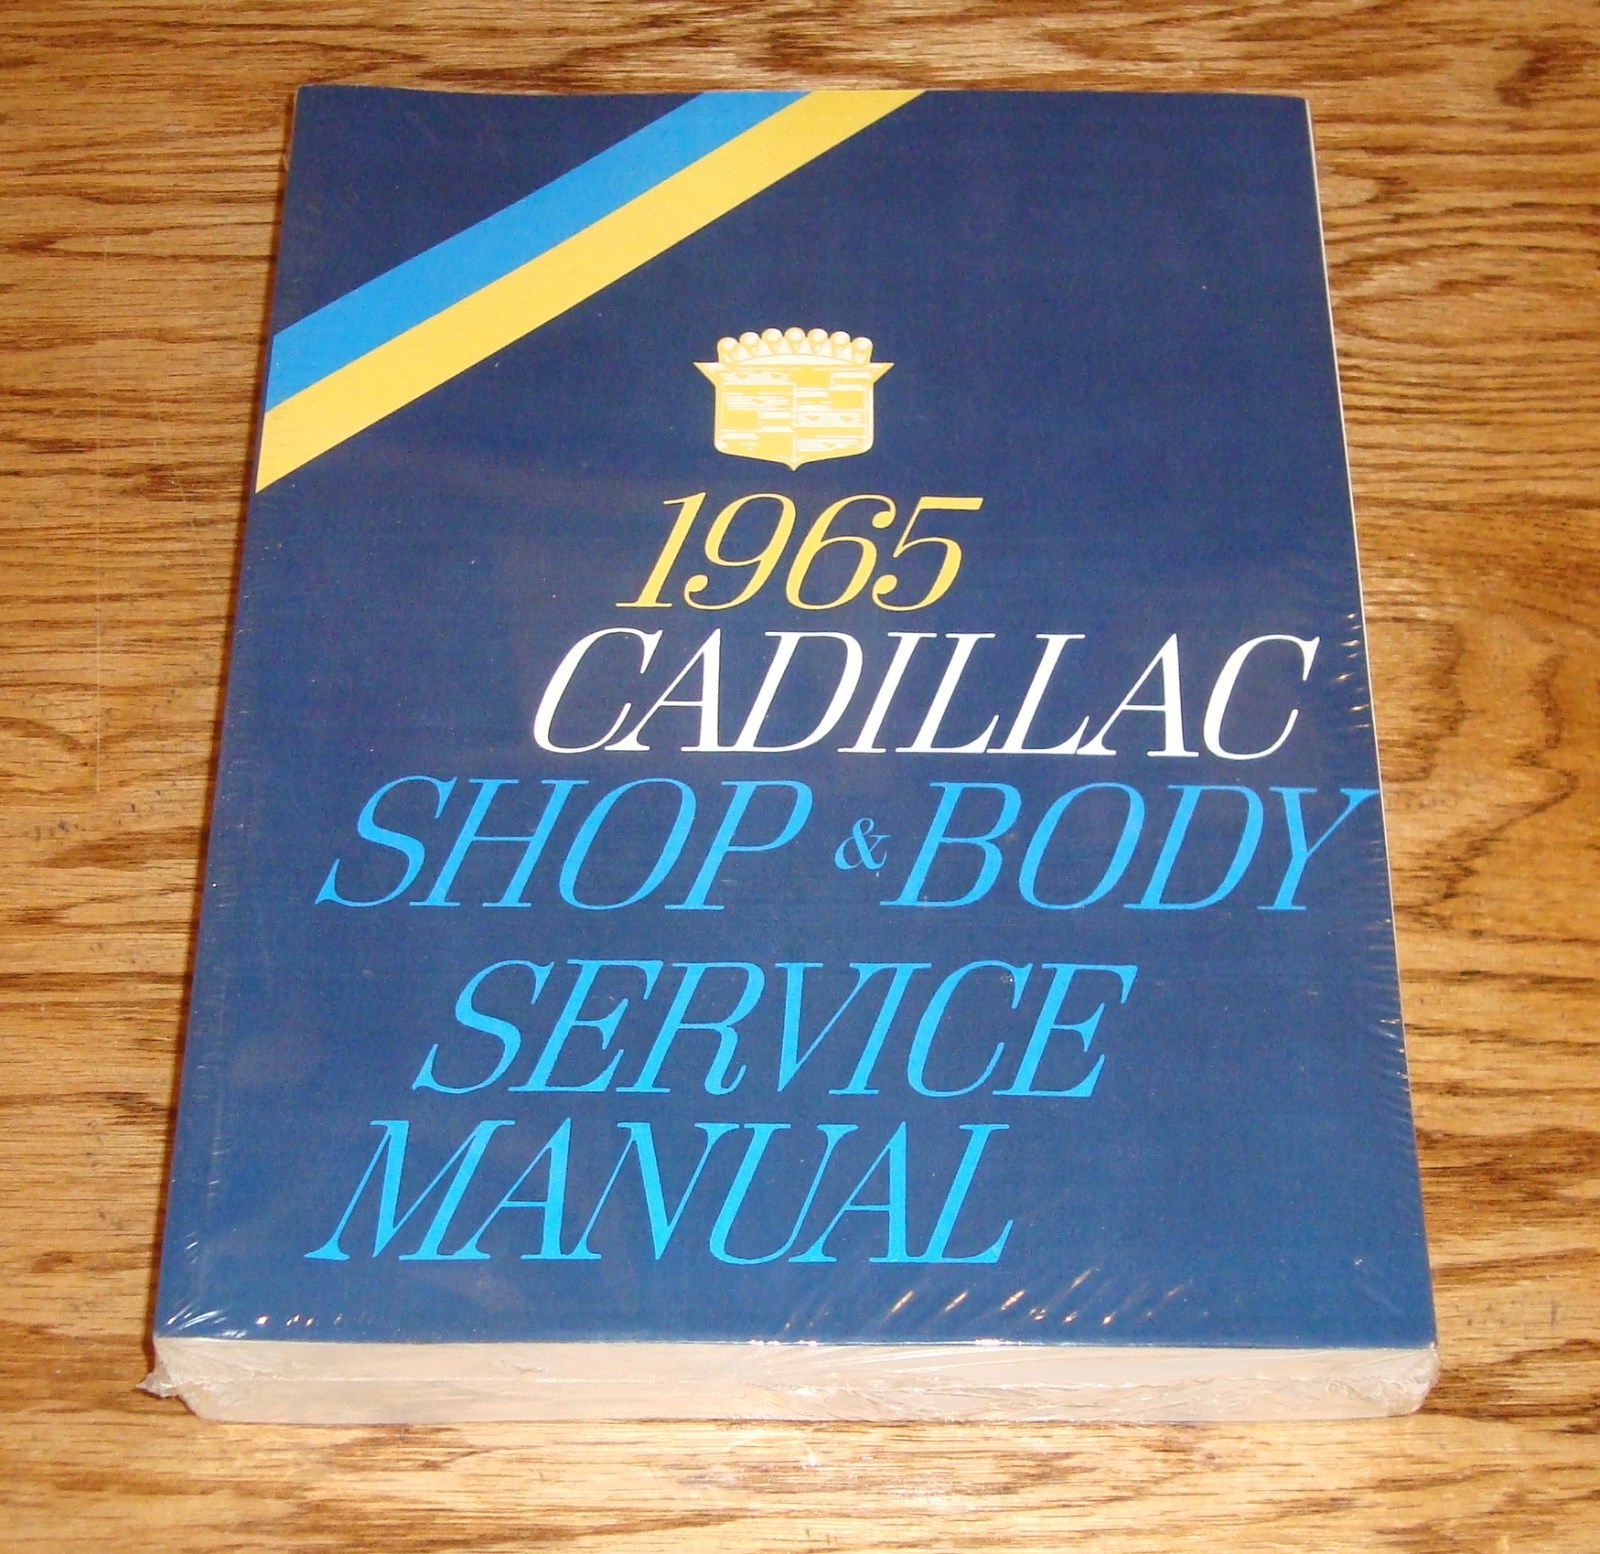 1965
CADILLAC
SHOP & BODY
SERVICE
MANUAL